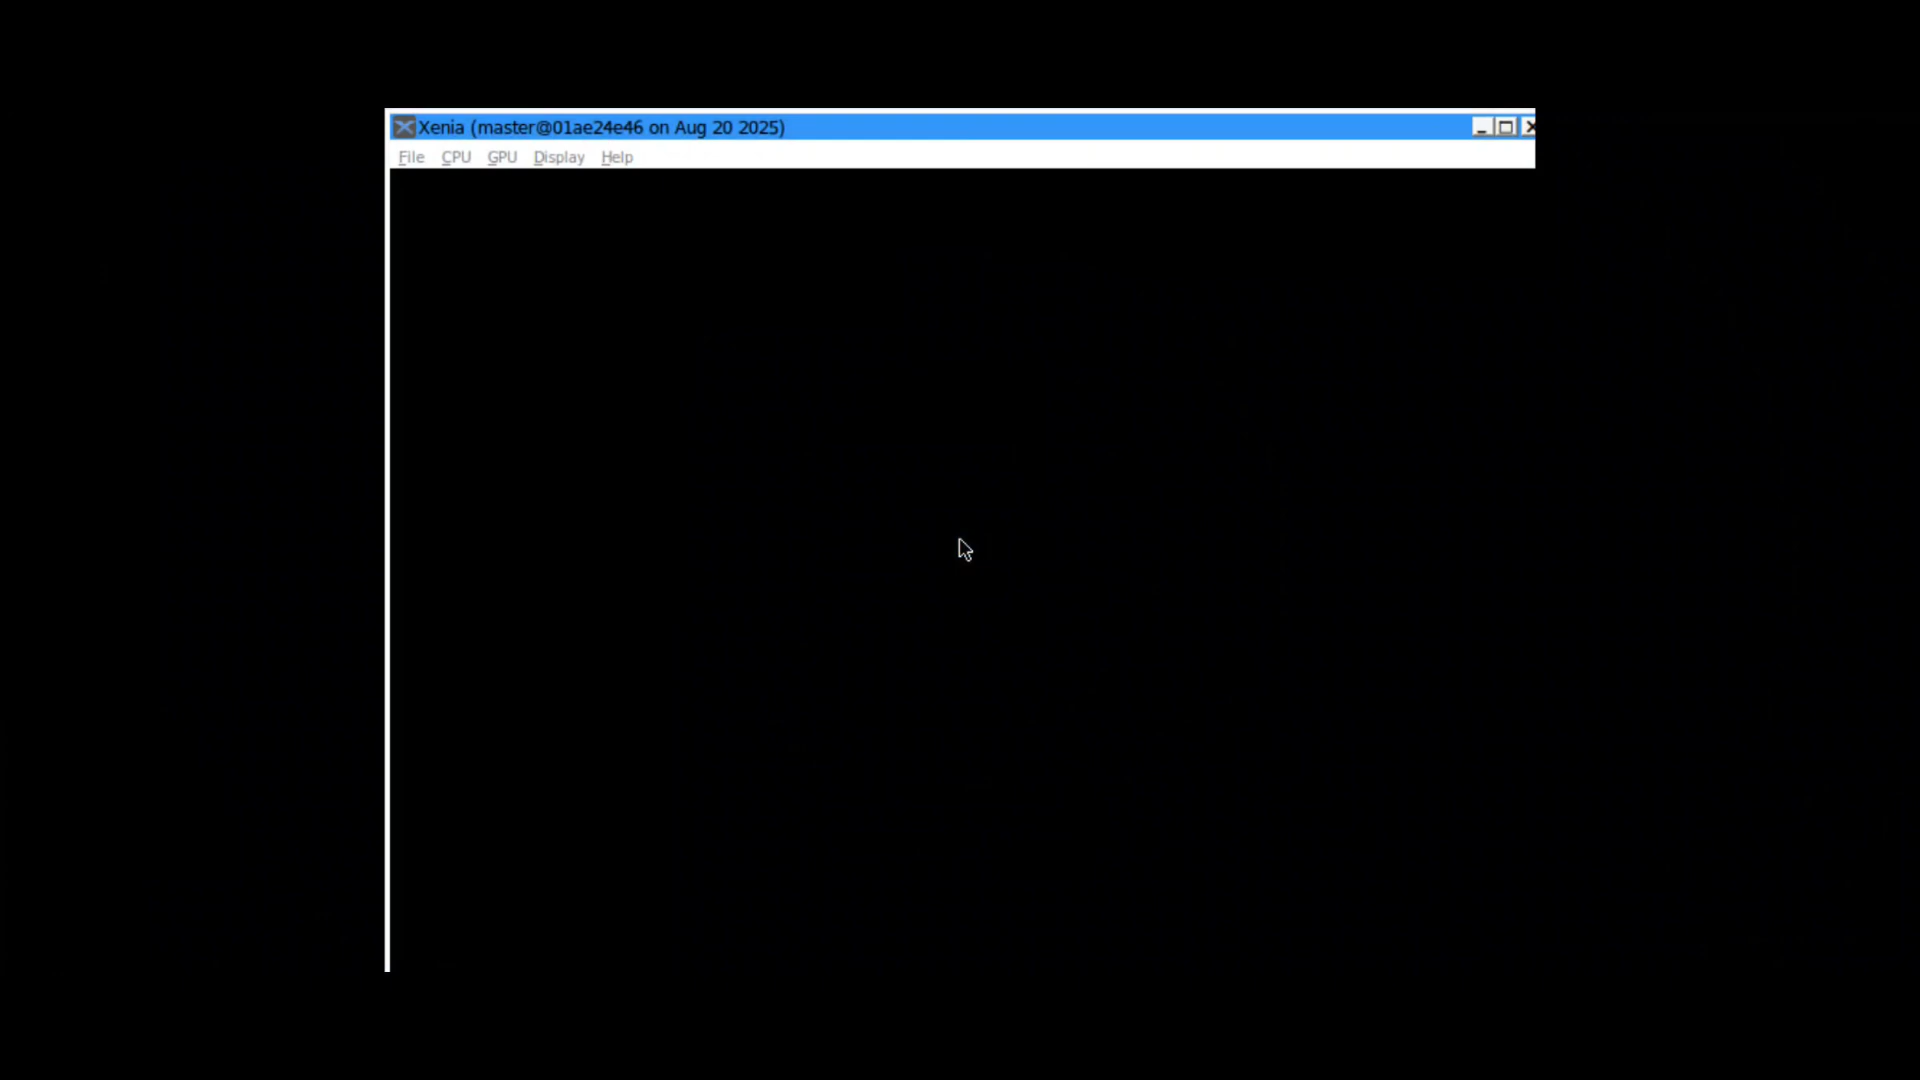 Xenia (master@01ae24e46 on Aug 20 2025)
File CPU GPU Display Help